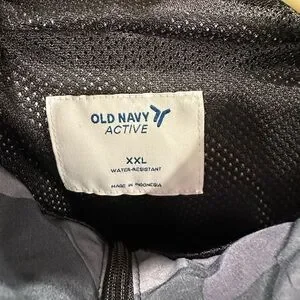 OLD NAVY
ACTIVE
XXL
WATER-RESISTANT
MADE IN INDONESIA